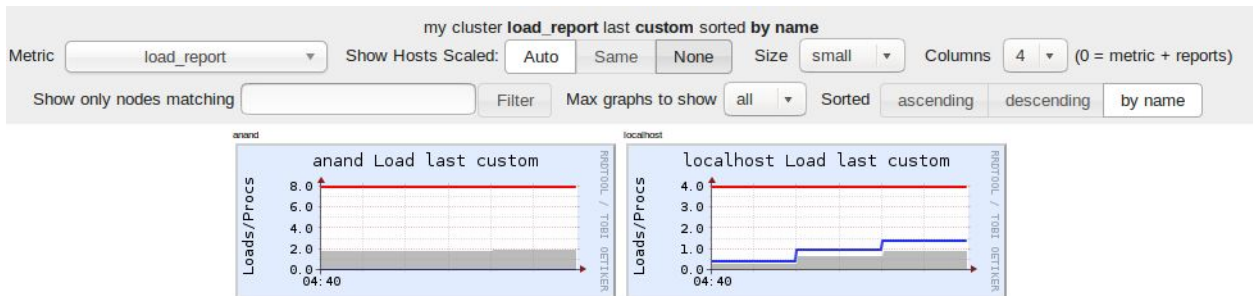 my cluster load_report last custom sorted by name
Metric load_report Show Hosts Scaled: Auto Same None Size small Columns 4 (0 = metric + reports)
Show only nodes matching Filter Max graphs to show all Sorted ascending descending by name
anand
anand Load last custom
Loads/Procs
8.0
6.0
4.0
2.0
0.0
04:40
RRDTOOL / TOBI OETIKER
localhost
localhost Load last custom
Loads/Procs
4.0
3.0
2.0
1.0
0.0
04:40
RRDTOOL / TOBI OETIKER